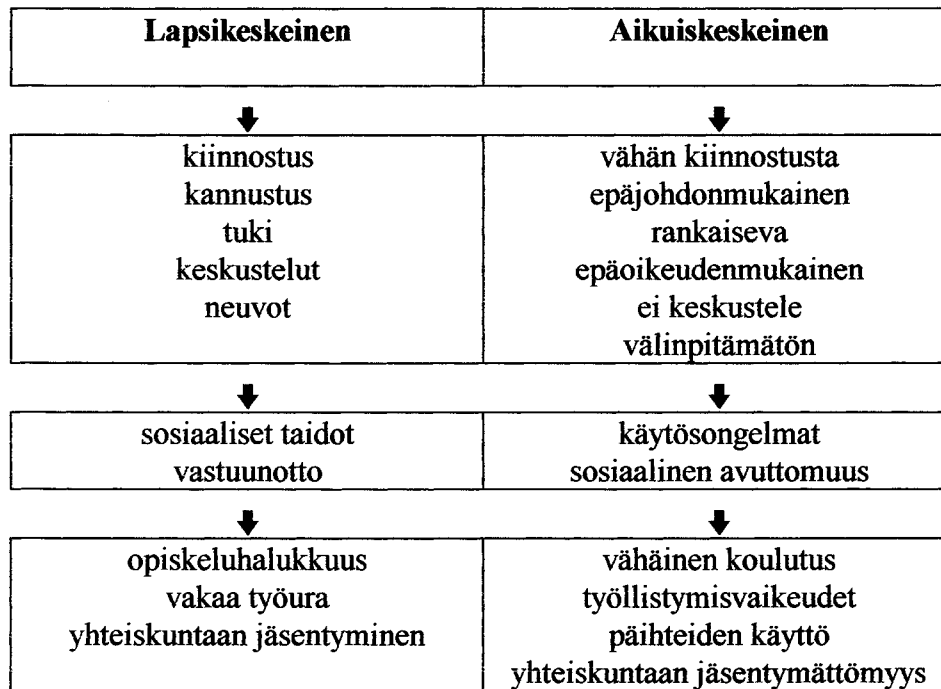 Lapsikeskeinen
Aikuiskeskeinen
kiinnostus
kannustus
tuki
keskustelut
neuvot
vähän kiinnostusta
epäjohdonmukainen
rankaiseva
epäoikeudenmukainen
ei keskustele
välinpitämätön
sosiaaliset taidot
vastuunotto
käytösongelmat
sosiaalinen avuttomuus
opiskeluhalukkuus
vakaa työura
yhteiskuntaan jäsentyminen
vähäinen koulutus
työllistymisvaikeudet
päihteiden käyttö
yhteiskuntaan jäsentymättömyys